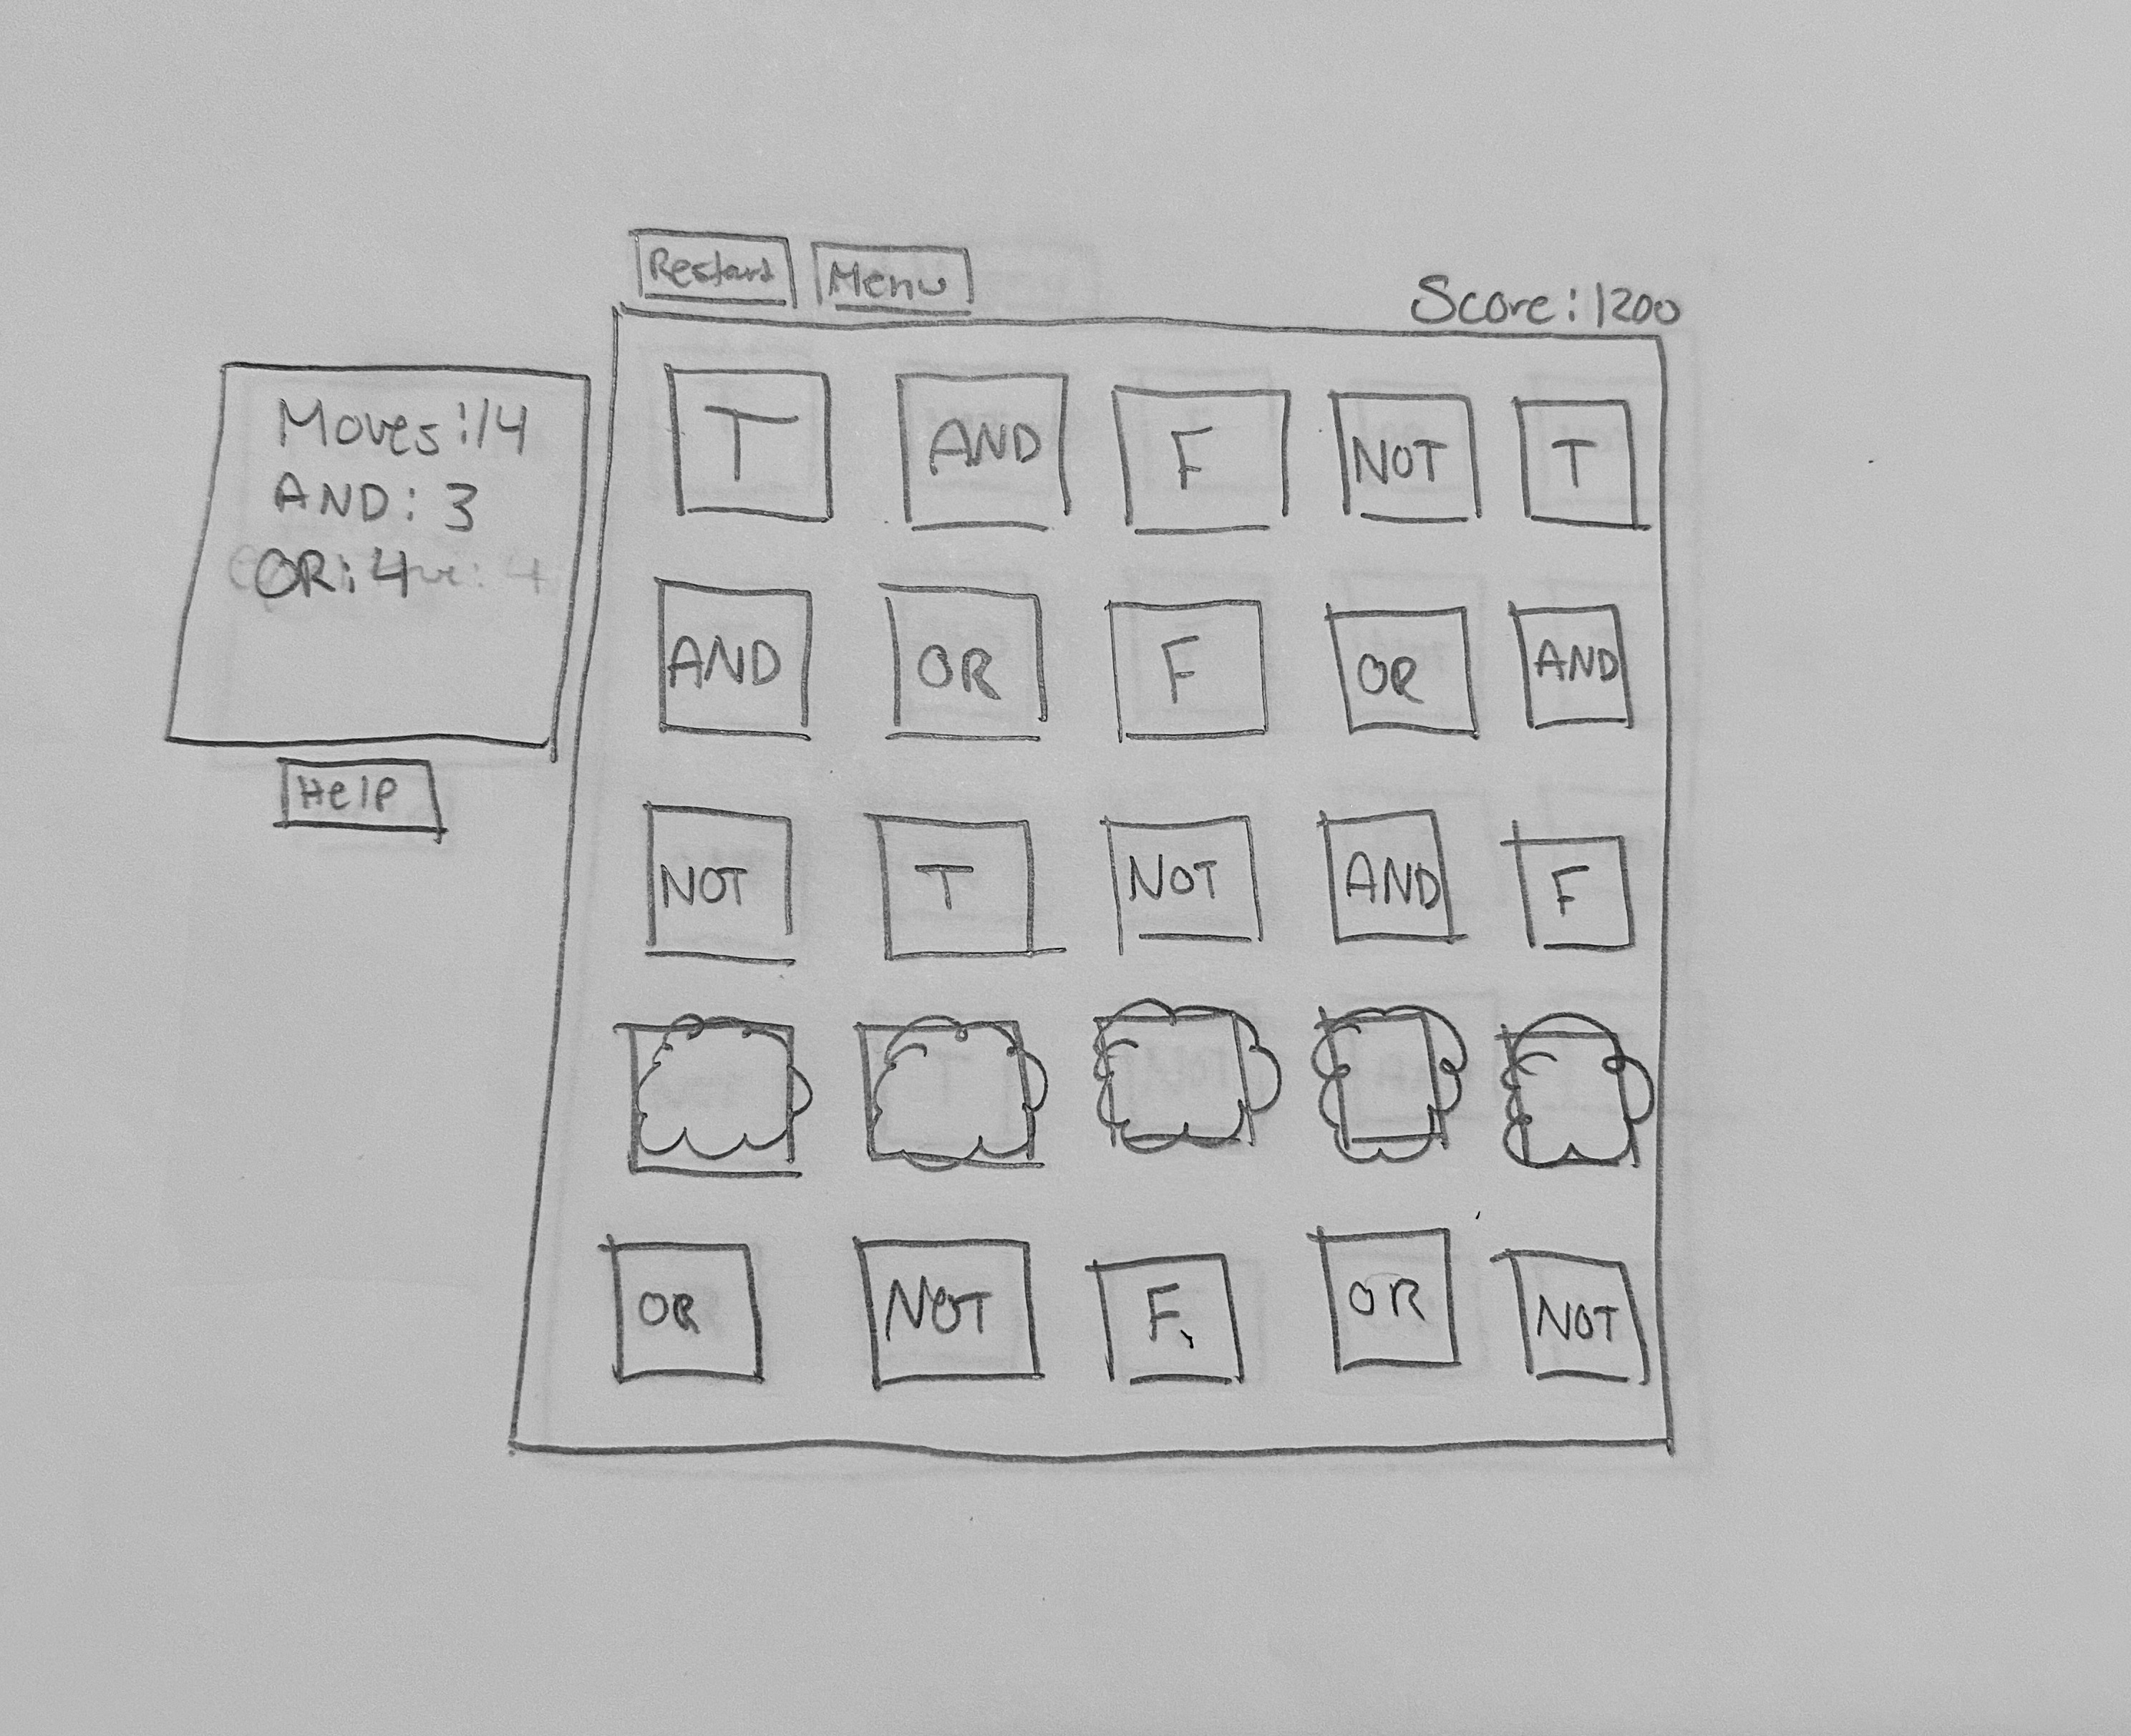 Restart Menu
Score: 1200
Moves: 14
AND: 3
OR: 4
Help
T AND F NOT T
AND OR F OR AND
NOT T NOT AND F
OR NOT F OR NOT